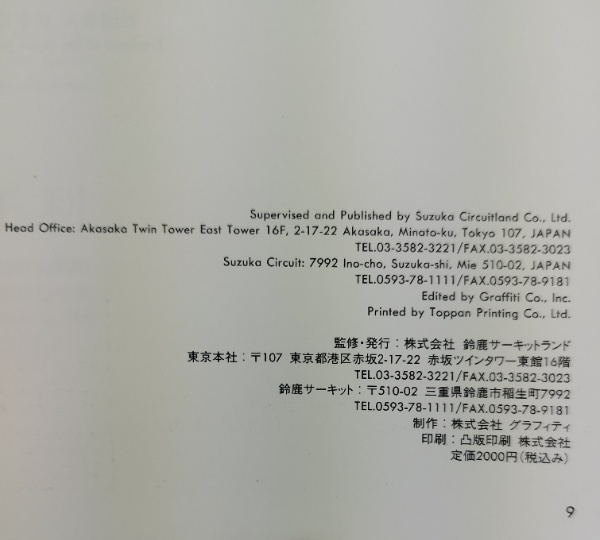 Supervised and Published by Suzuka Circuitland Co., Ltd.
Head Office: Akasaka Twin Tower East Tower 16F, 2-17-22 Akasaka, Minato-ku, Tokyo 107, JAPAN
TEL.03-3582-3221/FAX.03-3582-3023
Suzuka Circuit: 7992 Ino-cho, Suzuka-shi, Mie 510-02, JAPAN
TEL.0593-78-1111/FAX.0593-78-9181
Edited by Graffiti Co., Inc.
Printed by Toppan Printing Co., Ltd.
監修・発行：株式会社 鈴鹿サーキットランド
東京本社：〒107 東京都港区赤坂2-17-22 赤坂ツインタワー東館16階
TEL.03-3582-3221/FAX.03-3582-3023
鈴鹿サーキット：〒510-02 三重県鈴鹿市稲生町7992
TEL.0593-78-1111/FAX.0593-78-9181
制作：株式会社 グラフィティ
印刷：凸版印刷 株式会社
定価2000円(税込み)
9